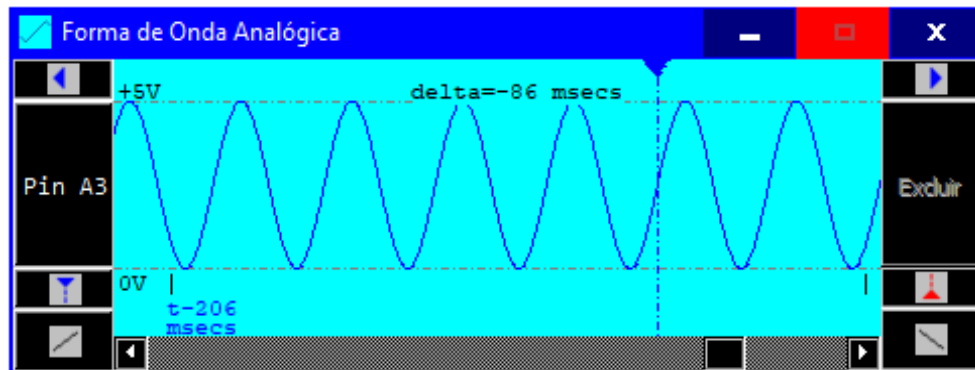 Forma de Onda Analógica
+5V
delta=-86 msecs
Pin A3
Excluir
0V
t-206
msecs